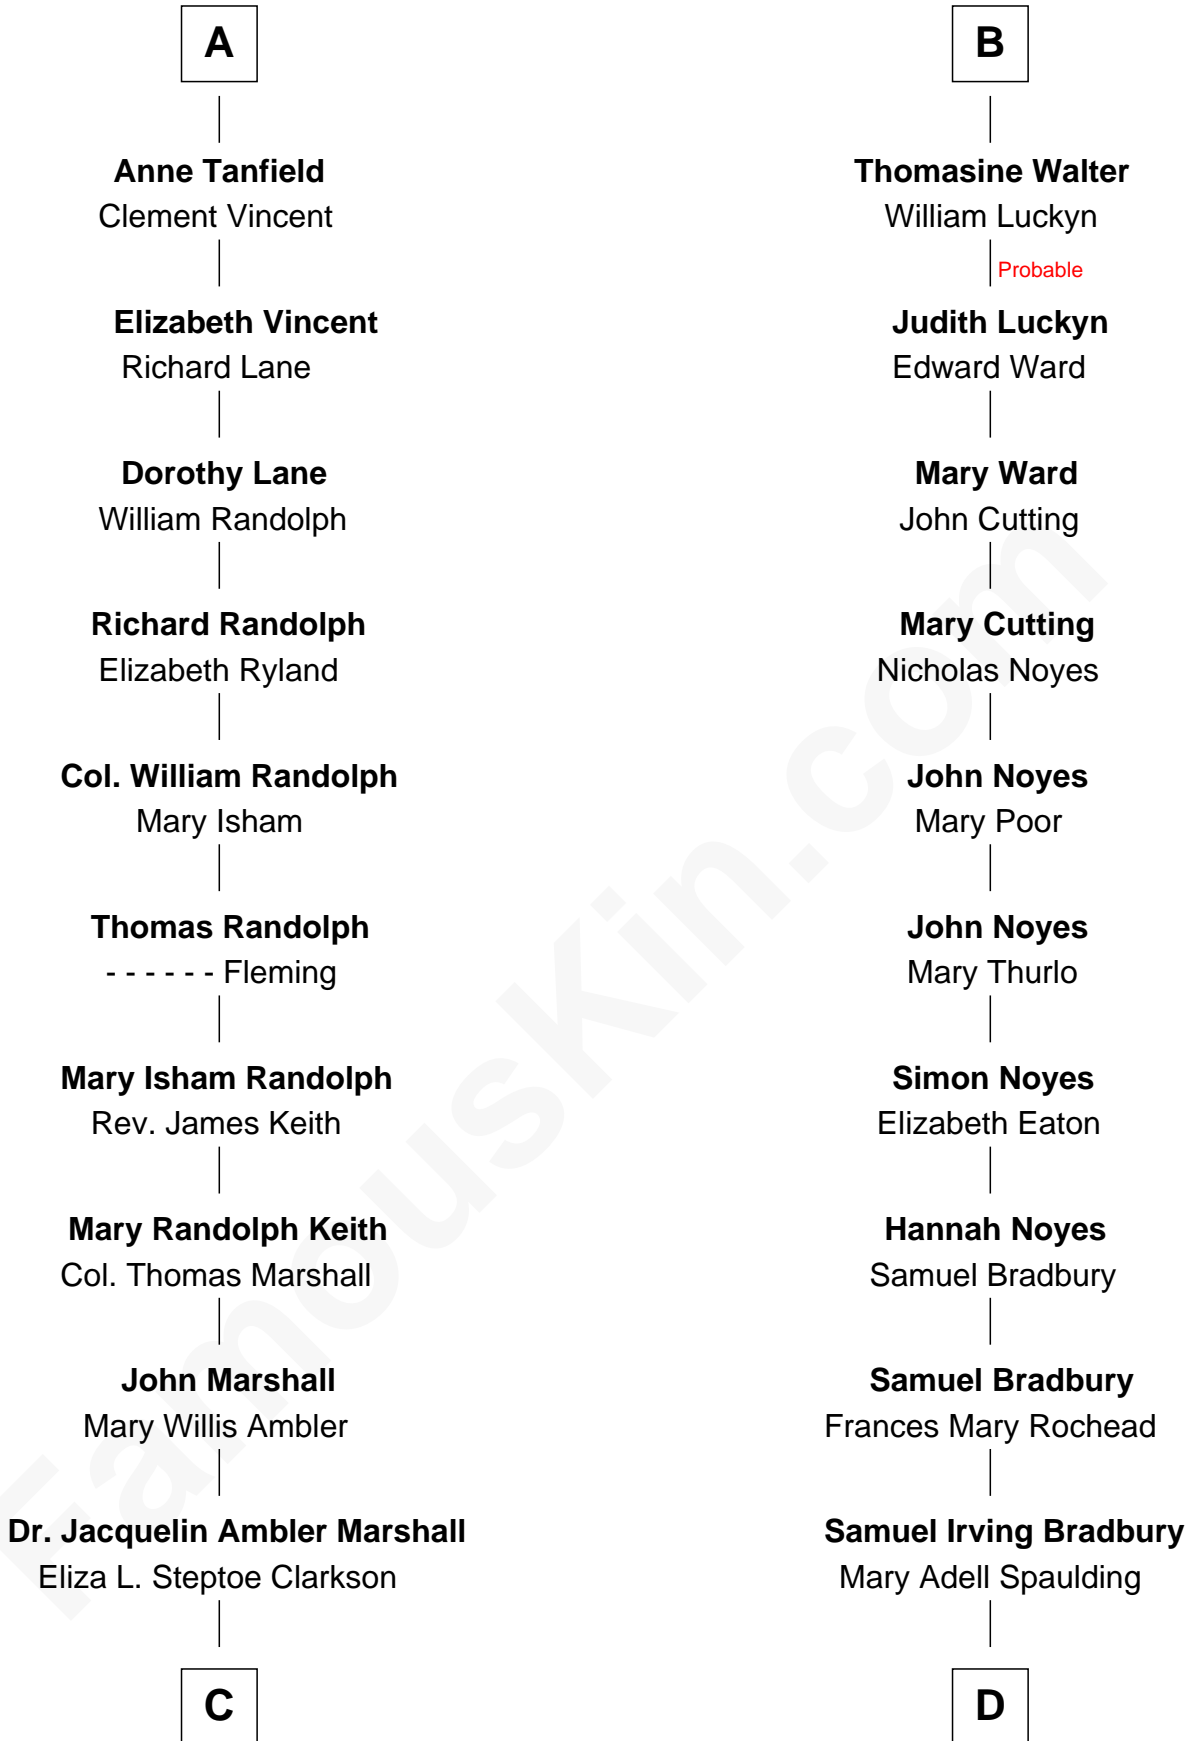 A
Anne Tanfield
Clement Vincent
Elizabeth Vincent
Richard Lane
Dorothy Lane
William Randolph
Richard Randolph
Elizabeth Ryland
Col. William Randolph
Mary Isham
Thomas Randolph
- - - - - - Fleming
Mary Isham Randolph
Rev. James Keith
Mary Randolph Keith
Col. Thomas Marshall
John Marshall
Mary Willis Ambler
Dr. Jacquelin Ambler Marshall
Eliza L. Steptoe Clarkson
C
B
Thomasine Walter
William Luckyn
Probable
Judith Luckyn
Edward Ward
Mary Ward
John Cutting
Mary Cutting
Nicholas Noyes
John Noyes
Mary Poor
John Noyes
Mary Thurlo
Simon Noyes
Elizabeth Eaton
Hannah Noyes
Samuel Bradbury
Samuel Bradbury
Frances Mary Rochead
Samuel Irving Bradbury
Mary Adell Spaulding
D
FamousKin.com